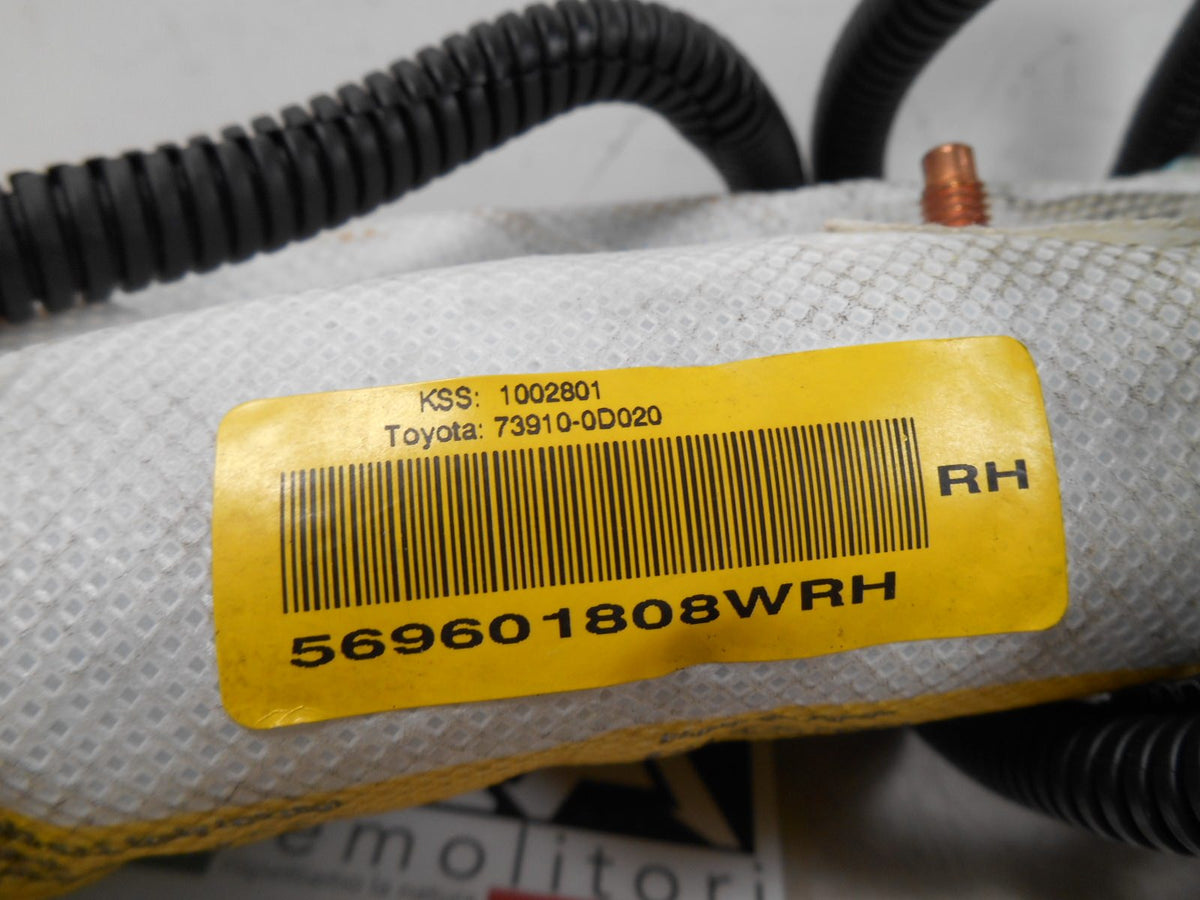 KSS: 1002801
Toyota: 73910-0D020
RH
569601808WRH
emolitori